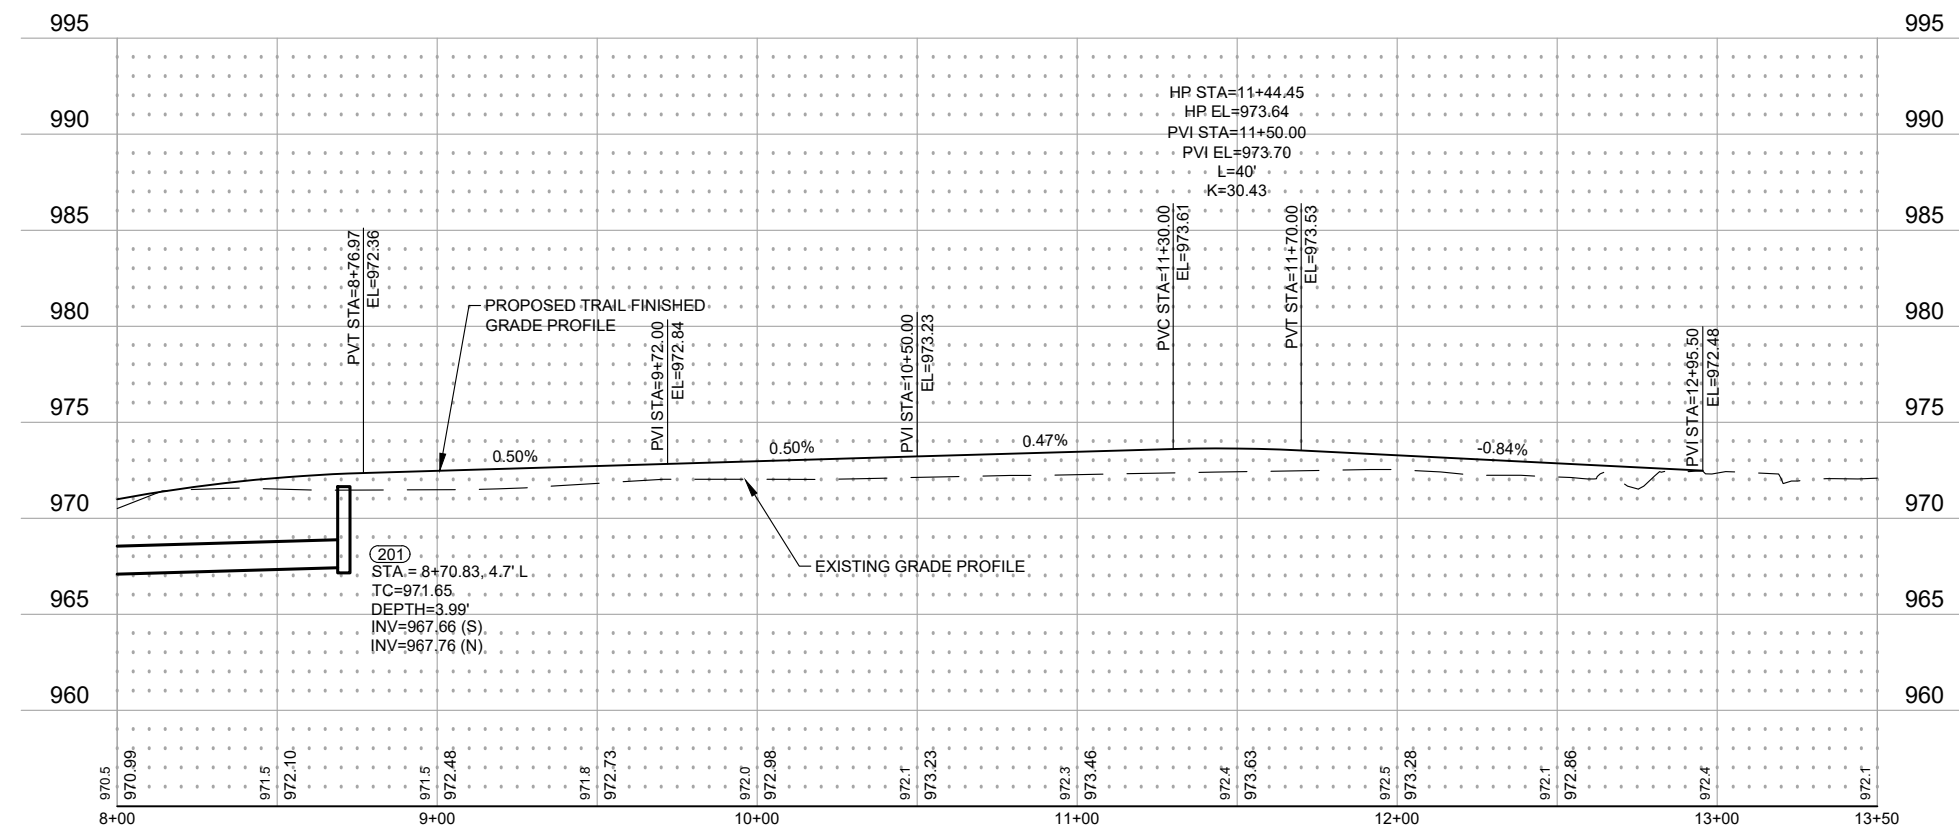 995
995
990
990
985
985
980
980
975
975
970
970
965
965
960
960
HP STA=11+44.45
HP EL=973.64
PVI STA=11+50.00
PVI EL=973.70
L=40'
K=30.43
PVT STA=8+76.97
EL=972.36
PROPOSED TRAIL FINISHED
GRADE PROFILE
PVI STA=9+72.00
EL=972.84
PVI STA=10+50.00
EL=973.23
PVC STA=11+30.00
EL=973.61
PVT STA=11+70.00
EL=973.53
PVI STA=12+95.50
EL=972.48
0.50%
0.50%
0.47%
-0.84%
EXISTING GRADE PROFILE
201
STA = 8+70.83, 4.7' L
TC=971.65
DEPTH=3.99'
INV=967.66 (S)
INV=967.76 (N)
970.5
970.99
971.5
972.10
971.5
972.48
971.8
972.73
972.0
972.98
972.1
973.23
972.3
973.46
972.4
973.63
972.5
973.28
972.1
972.86
972.4
972.1
8+00
9+00
10+00
11+00
12+00
13+00
13+50